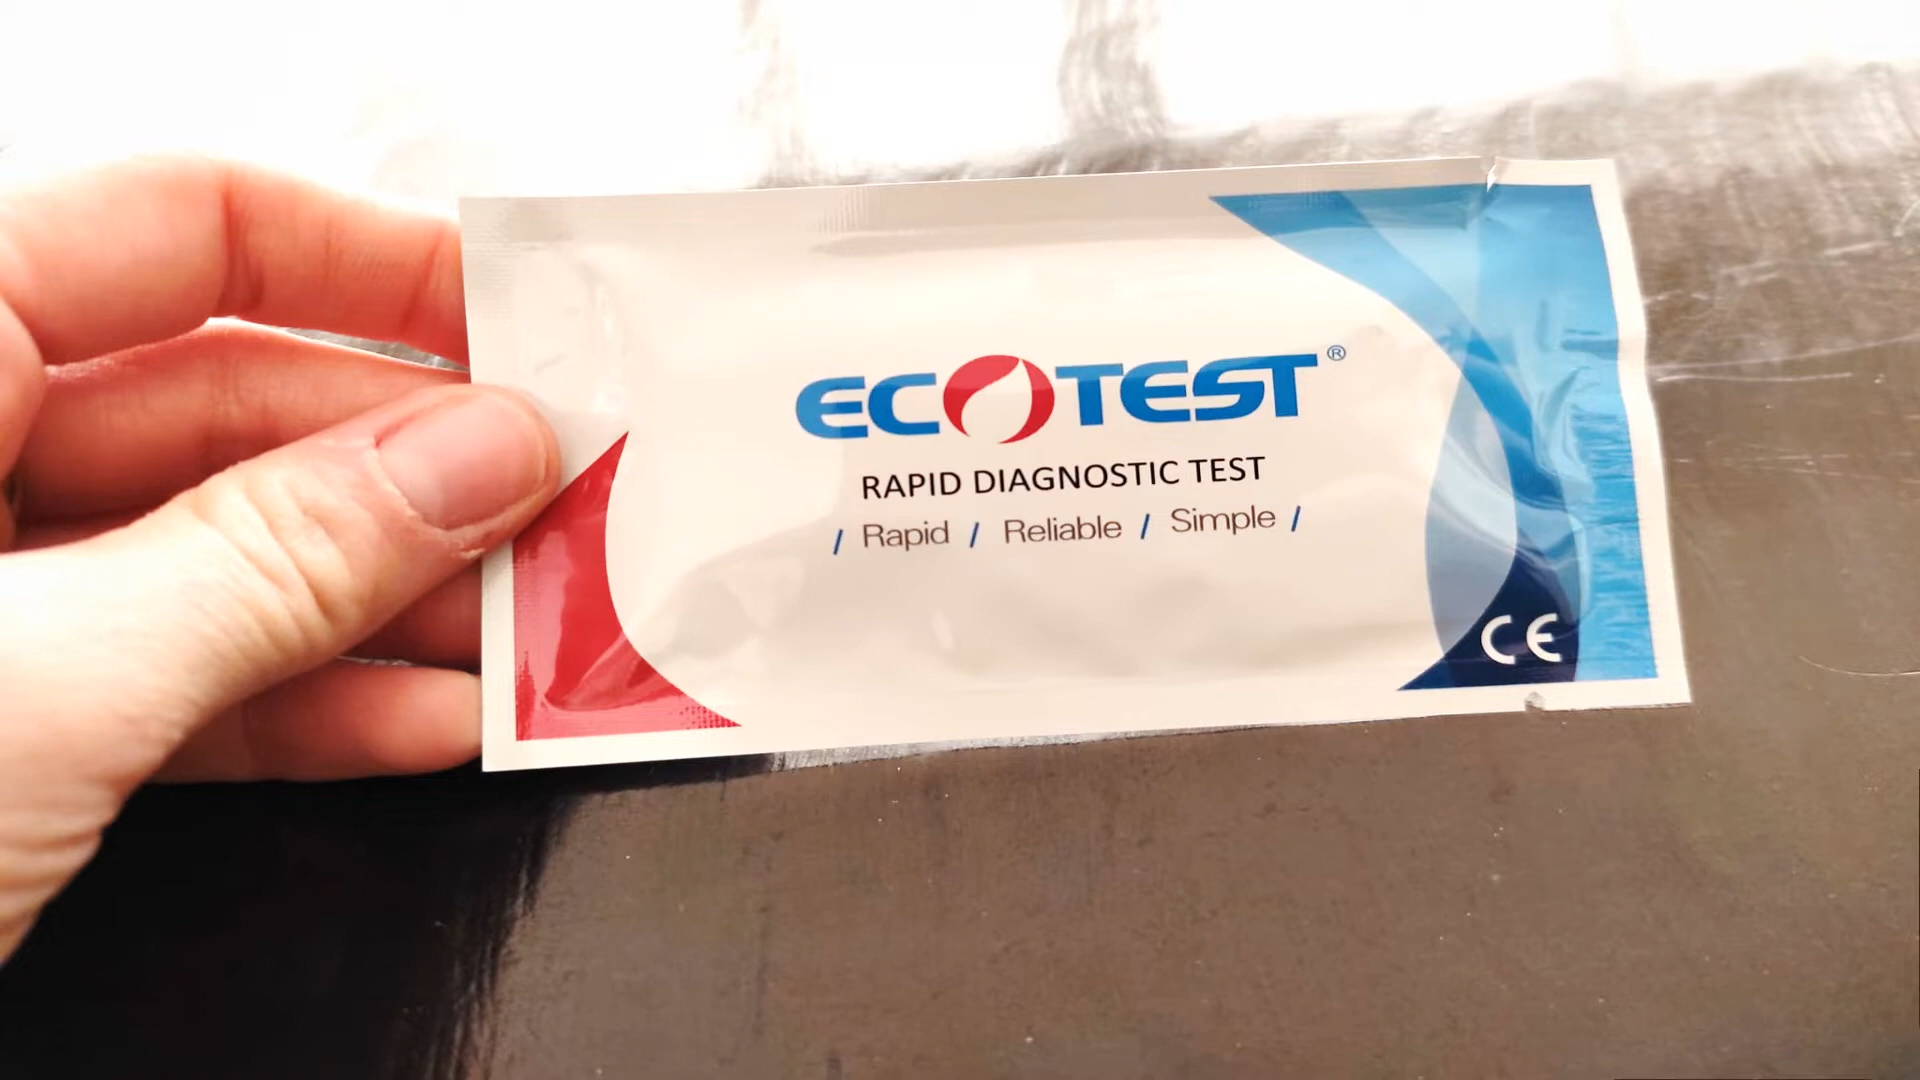 ECOTEST®
RAPID DIAGNOSTIC TEST
/ Rapid / Reliable / Simple /
CE